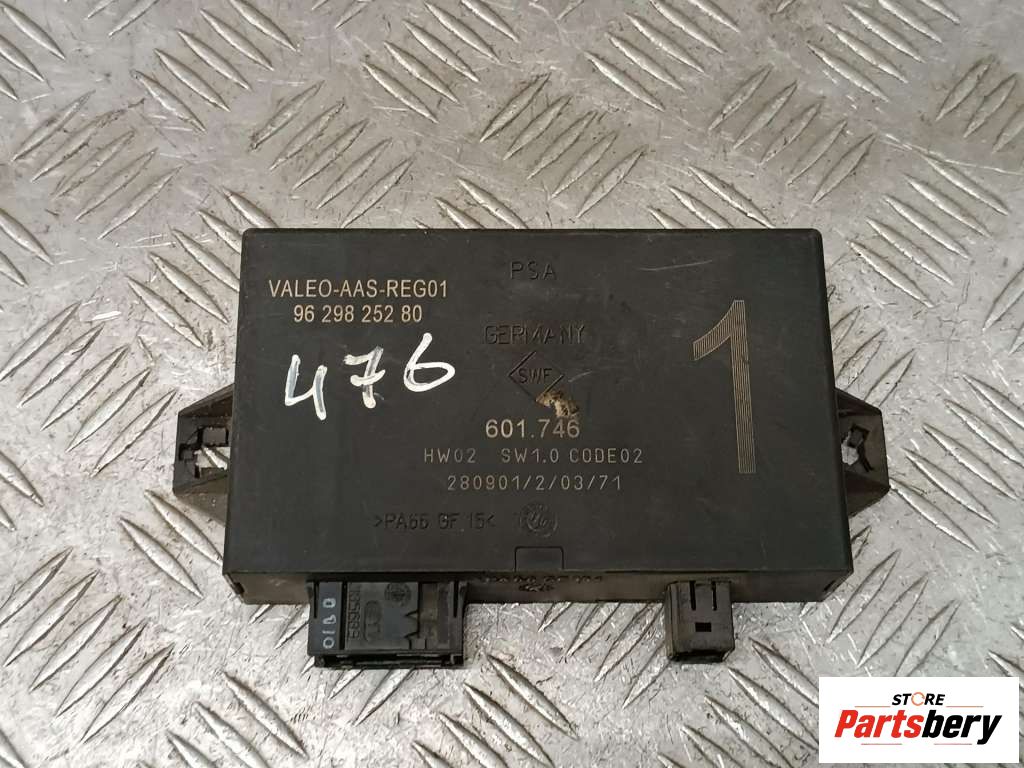 PSA
VALEO-AAS-REG01
96 298 252 80
476
GERMANY
SWF
601.746
HW02 SW1.0 CODE02
280901/2/03/71
>PA66 GF 15<
1
STORE
Partsbery